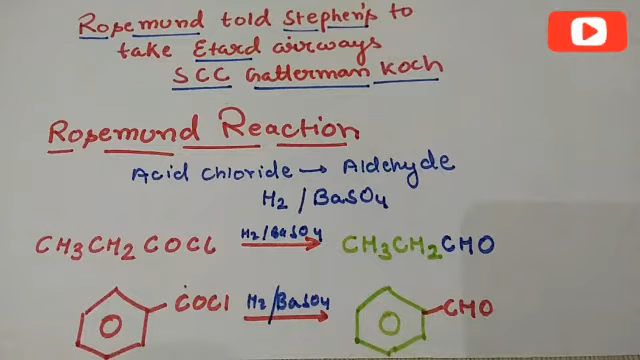 Rosemund told Stephen's to
take Etard airways
SCC Gatterman Koch
Rosemund Reaction
Acid Chloride → Aldehyde
H2 / BaSO4
CH3CH2COCl H2/BaSO4 → CH3CH2CHO
COCl H2/BaSO4 → CHO